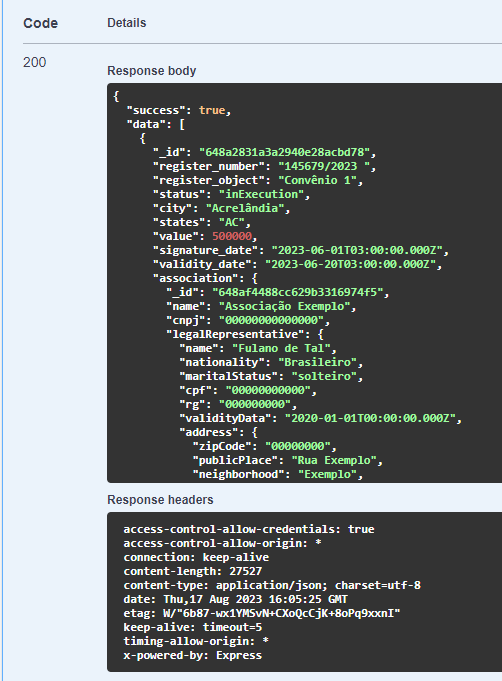 Code Details
200
Response body
{
"success": true,
"data": [
{
"_id": "648a2831a3a2940e28acbd78",
"register_number": "145679/2023 ",
"register_object": "Convênio 1",
"status": "inExecution",
"city": "Acrelândia",
"states": "AC",
"value": 500000,
"signature_date": "2023-06-01T03:00:00.000Z",
"validity_date": "2023-06-20T03:00:00.000Z",
"association": {
"_id": "648af4488cc629b3316974f5",
"name": "Associação Exemplo",
"cnpj": "00000000000000",
"legalRepresentative": {
"name": "Fulano de Tal",
"nationality": "Brasileiro",
"maritalStatus": "solteiro",
"cpf": "00000000000",
"rg": "000000000",
"validityData": "2020-01-01T00:00:00.000Z",
"address": {
"zipCode": "00000000",
"publicPlace": "Rua Exemplo",
"neighborhood": "Exemplo",
Response headers
access-control-allow-credentials: true
access-control-allow-origin: *
connection: keep-alive
content-length: 27527
content-type: application/json; charset=utf-8
date: Thu,17 Aug 2023 16:05:25 GMT
etag: W/"6b87-wx1YMSvN+CXoQcCjK+8oPq9xxnI"
keep-alive: timeout=5
timing-allow-origin: *
x-powered-by: Express